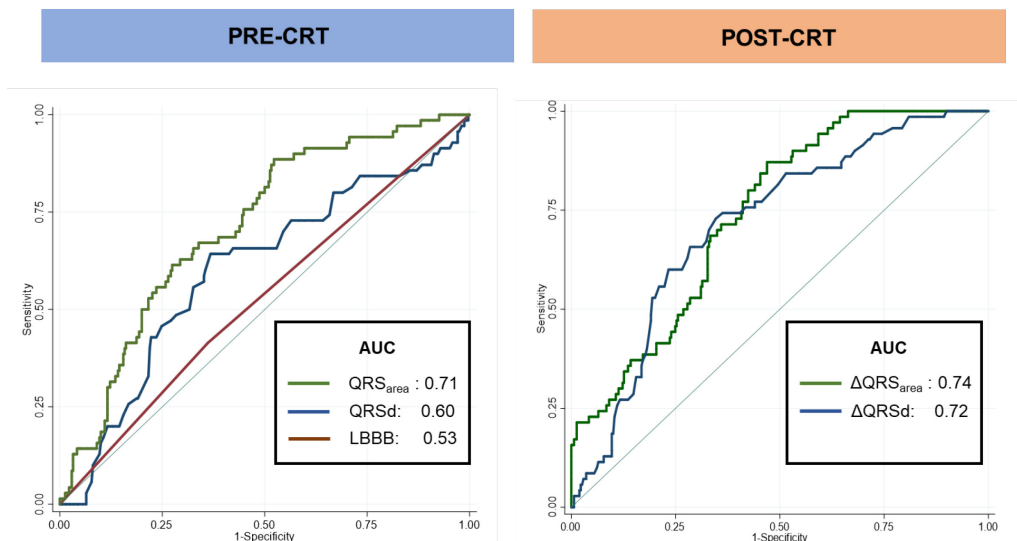 PRE-CRT
POST-CRT
1.00
0.75
0.50
0.25
0.00
Sensitivity
0.00
0.25
0.50
0.75
1.00
1-Specificity
AUC
QRSarea : 0.71
QRSd: 0.60
LBBB: 0.53
1.00
0.75
0.50
0.25
0.00
Sensitivity
0.00
0.25
0.50
0.75
1.00
1-Specificity
AUC
ΔQRSarea : 0.74
ΔQRSd: 0.72